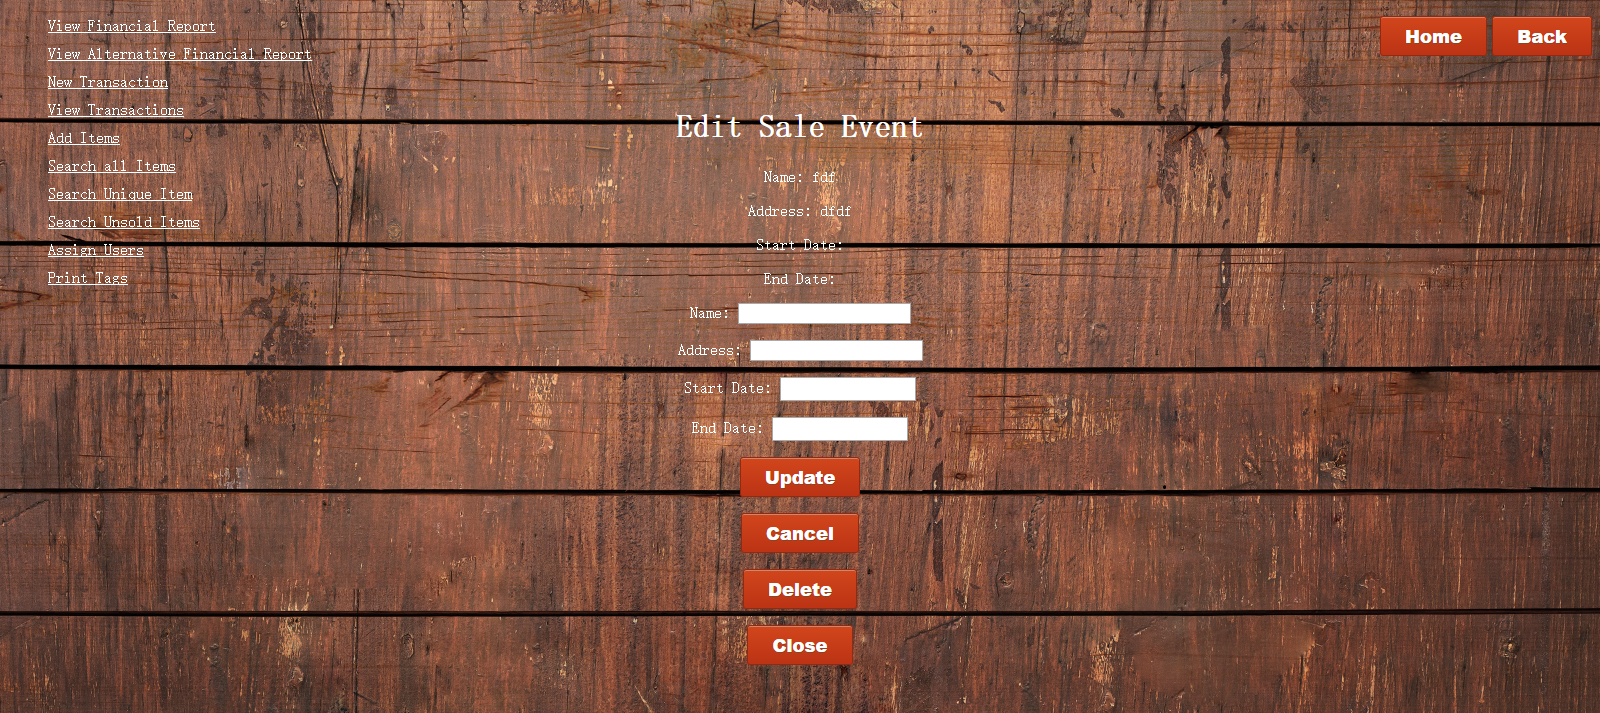 View Financial Report
View Alternative Financial Report
New Transaction
View Transactions
Add Items
Search all Items
Search Unique Item
Search Unsold Items
Assign Users
Print Tags
Home
Back
Edit Sale Event
Name: fdf
Address: dfdf
Start Date:
End Date:
Name:
Address:
Start Date:
End Date:
Update
Cancel
Delete
Close